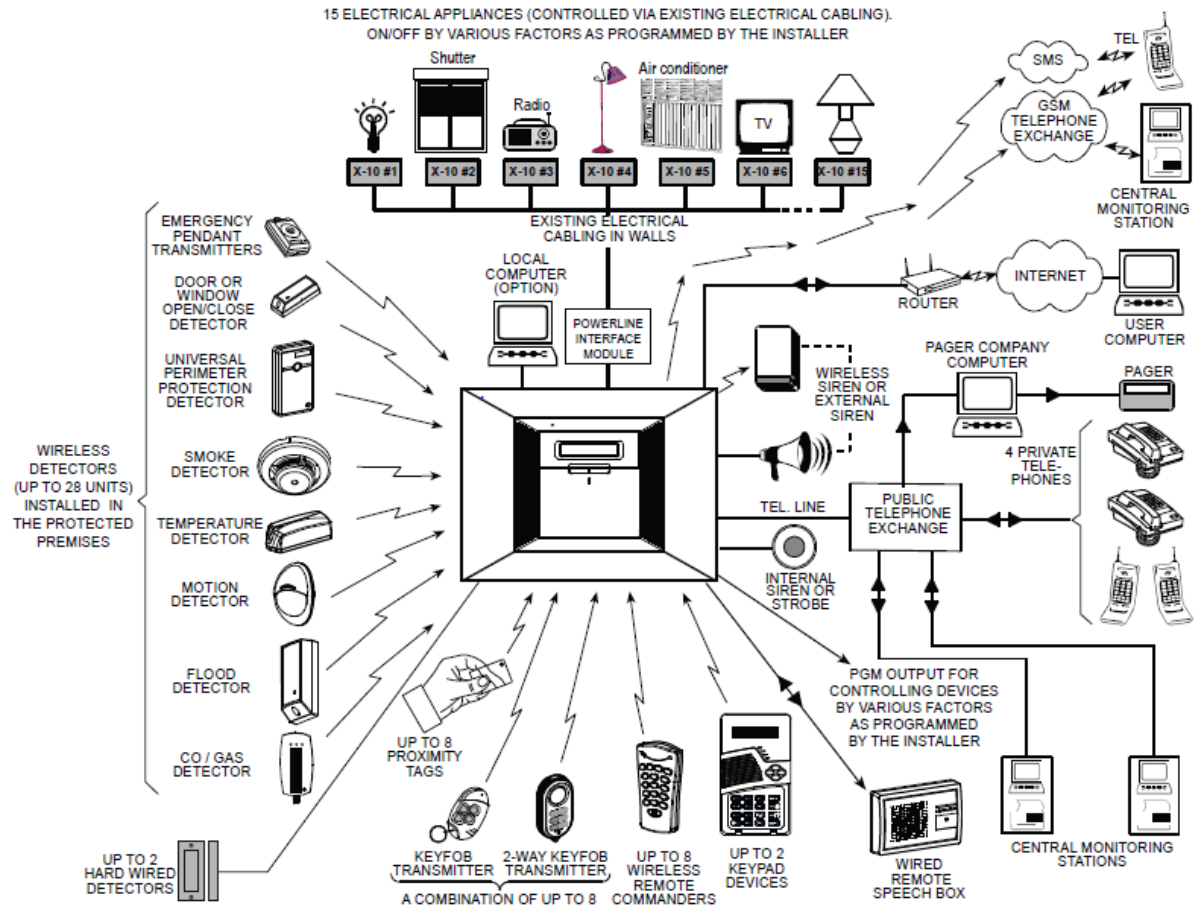 15 ELECTRICAL APPLIANCES (CONTROLLED VIA EXISTING ELECTRICAL CABLING).
ON/OFF BY VARIOUS FACTORS AS PROGRAMMED BY THE INSTALLER
Shutter
Radio
Air conditioner
TV
X-10 #1
X-10 #2
X-10 #3
X-10 #4
X-10 #5
X-10 #6
X-10 #15
EXISTING ELECTRICAL
CABLING IN WALLS
SMS
TEL
GSM
TELEPHONE
EXCHANGE
CENTRAL
MONITORING
STATION
EMERGENCY
PENDANT
TRANSMITTERS
DOOR OR
WINDOW
OPEN/CLOSE
DETECTOR
UNIVERSAL
PERIMETER
PROTECTION
DETECTOR
SMOKE
DETECTOR
TEMPERATURE
DETECTOR
MOTION
DETECTOR
FLOOD
DETECTOR
CO / GAS
DETECTOR
WIRELESS
DETECTORS
(UP TO 28 UNITS)
INSTALLED IN
THE PROTECTED
PREMISES
LOCAL
COMPUTER
(OPTION)
POWERLINE
INTERFACE
MODULE
ROUTER
INTERNET
USER
COMPUTER
WIRELESS
SIREN OR
EXTERNAL
SIREN
PAGER COMPANY
COMPUTER
PAGER
4 PRIVATE
TELE-
PHONES
TEL. LINE
PUBLIC
TELEPHONE
EXCHANGE
INTERNAL
SIREN OR
STROBE
PGM OUTPUT FOR
CONTROLLING DEVICES
BY VARIOUS FACTORS
AS PROGRAMMED
BY THE INSTALLER
UP TO 8
PROXIMITY
TAGS
UP TO 2
HARD WIRED
DETECTORS
KEYFOB
TRANSMITTER
2-WAY KEYFOB
TRANSMITTER
A COMBINATION OF UP TO 8
UP TO 8
WIRELESS
REMOTE
COMMANDERS
UP TO 2
KEYPAD
DEVICES
WIRED
REMOTE
SPEECH BOX
CENTRAL MONITORING
STATIONS